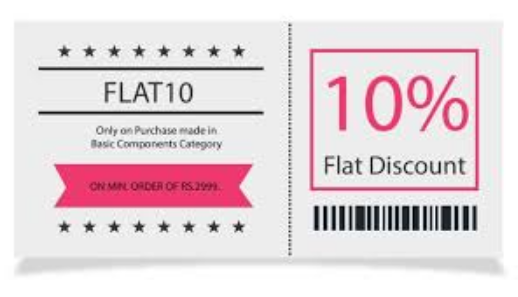 FLAT10
Only on Purchase made in
Basic Components Category
ON MIN. ORDER OF RS.2999.
10%
Flat Discount